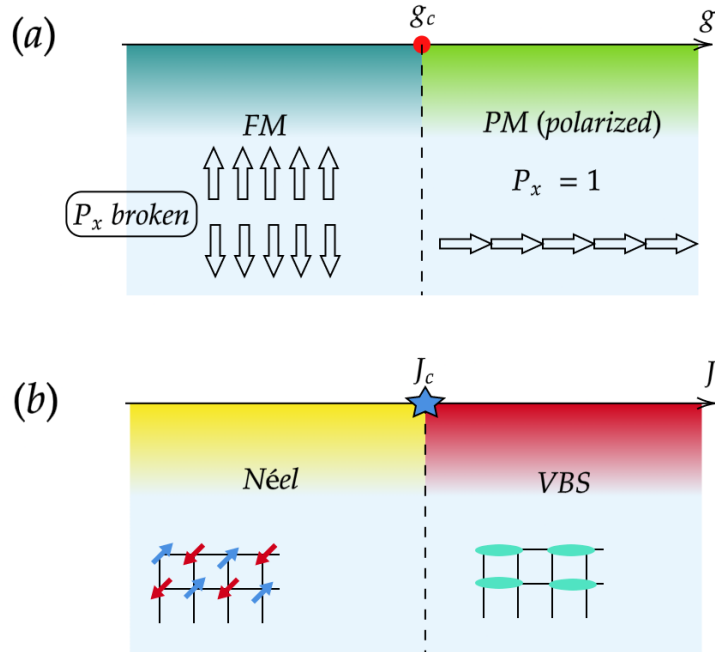 (a)
g_c
g
FM
PM (polarized)
P_x = 1
P_x broken
(b)
J_c
J
Néel
VBS